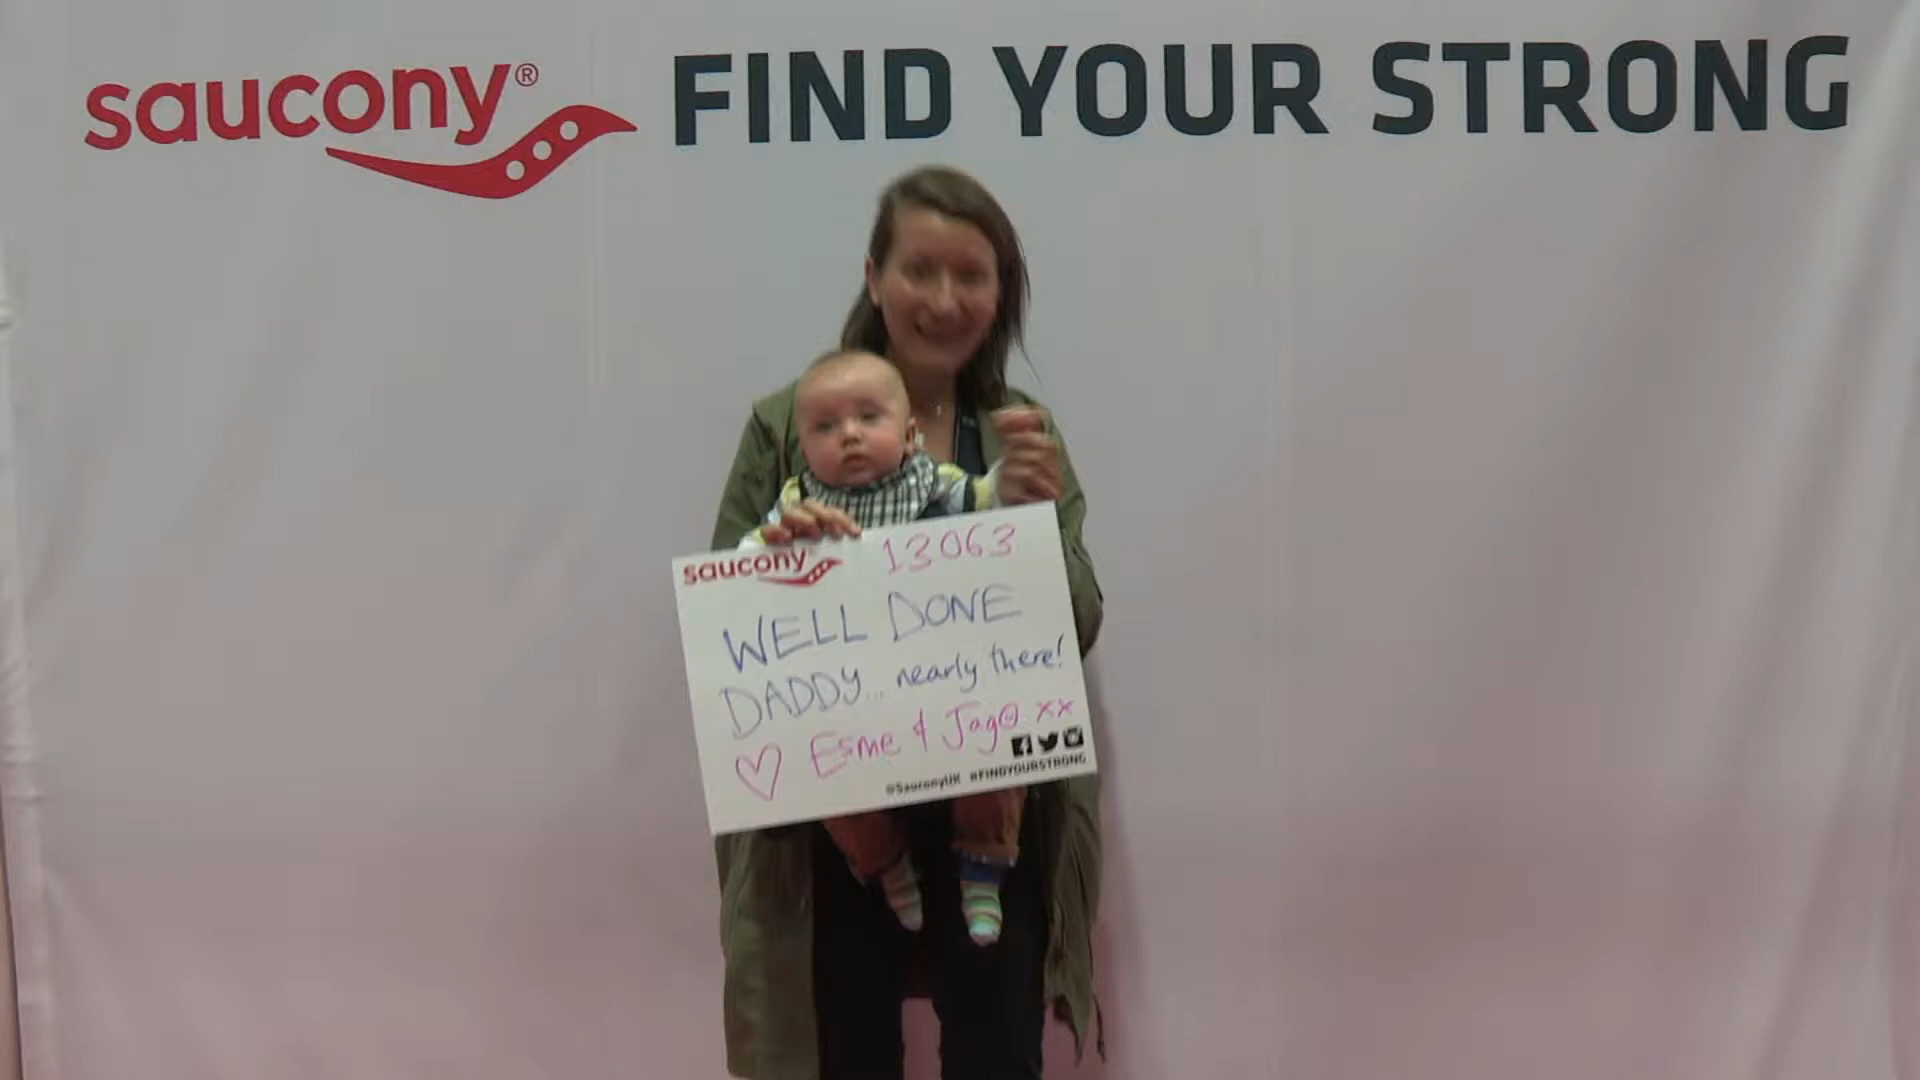 saucony® FIND YOUR STRONG
saucony 13063
WELL DONE
DADDY... nearly there!
♡ Esme & Jago xx
@SauconyUK #FINDYOURSTRONG